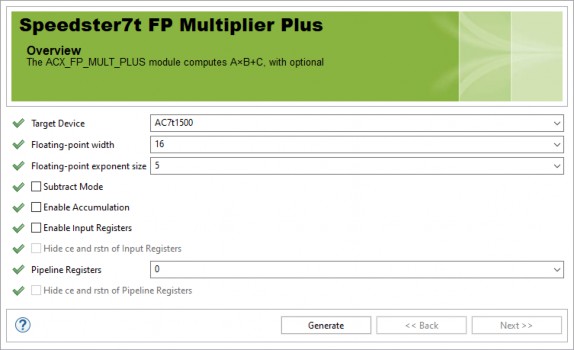 Speedster7t FP Multiplier Plus
Overview
The ACX_FP_MULT_PLUS module computes A×B+C, with optional
Target Device AC7t1500
Floating-point width 16
Floating-point exponent size 5
Subtract Mode
Enable Accumulation
Enable Input Registers
Hide ce and rstn of Input Registers
Pipeline Registers 0
Hide ce and rstn of Pipeline Registers
? Generate << Back Next >>